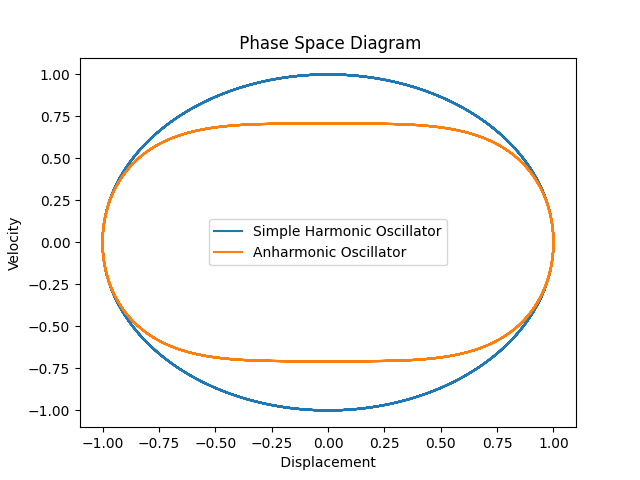 Phase Space Diagram
1.00
0.75
0.50
0.25
0.00
−0.25
−0.50
−0.75
−1.00
Velocity
Simple Harmonic Oscillator
Anharmonic Oscillator
−1.00 −0.75 −0.50 −0.25 0.00 0.25 0.50 0.75 1.00
Displacement